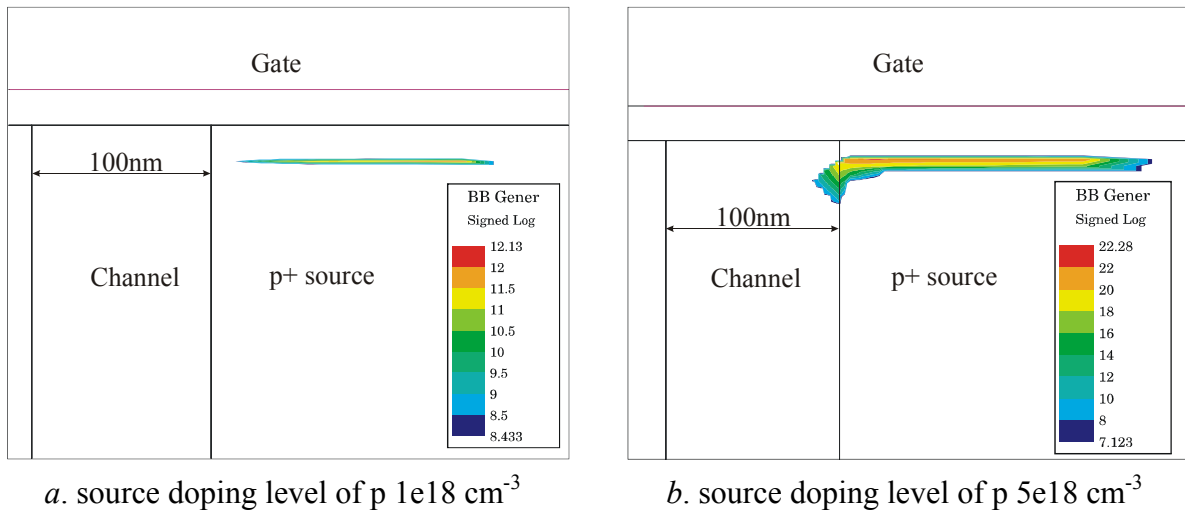 Gate
100nm
Channel
p+ source
BB Gener
Signed Log
12.13
12
11.5
11
10.5
10
9.5
9
8.5
8.433
a. source doping level of p 1e18 cm-3
Gate
100nm
Channel
p+ source
BB Gener
Signed Log
22.28
22
20
18
16
14
12
10
8
7.123
b. source doping level of p 5e18 cm-3